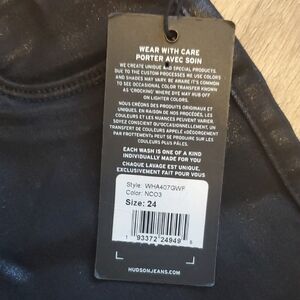 WEAR WITH CARE
PORTER AVEC SOIN
WE CREATE UNIQUE AND SPECIAL PRODUCTS.
DUE TO THE CUSTOM PROCESSES WE USE COLORS
AND SHADES MAY VARY. BE AWARE IT'S COMMON
TO SEE OCCASIONAL COLOR TRANSFER KNOWN
AS 'CROCKING' WHERE DYE MAY RUB OFF
ON LIGHTER COLORS.
NOUS CRÉONS DES PRODUITS ORIGINAUX ET
UNIQUES. EN RAISON DE NOS PROCÉDÉS, LES
COULEURS ET LES NUANCES PEUVENT VARIER.
SOYEZ CONSCIENT QU'OCCASIONNELLEMENT, UN
TRANSFERT DE COULEURS APPELÉ «DÉGORGEMENT
PAR FROTTEMENT» PEUT SE PRODUIRE SUR LES
COULEURS PLUS PÂLES.
EACH WASH IS ONE OF A KIND
INDIVIDUALLY MADE FOR YOU
CHAQUE LAVAGE EST UNIQUE
EXCLUSIVEMENT FAIT POUR VOUS
Style: WHA407GWF
Color: NCO3
Size: 24
1 93372 24949 5
HUDSONJEANS.COM